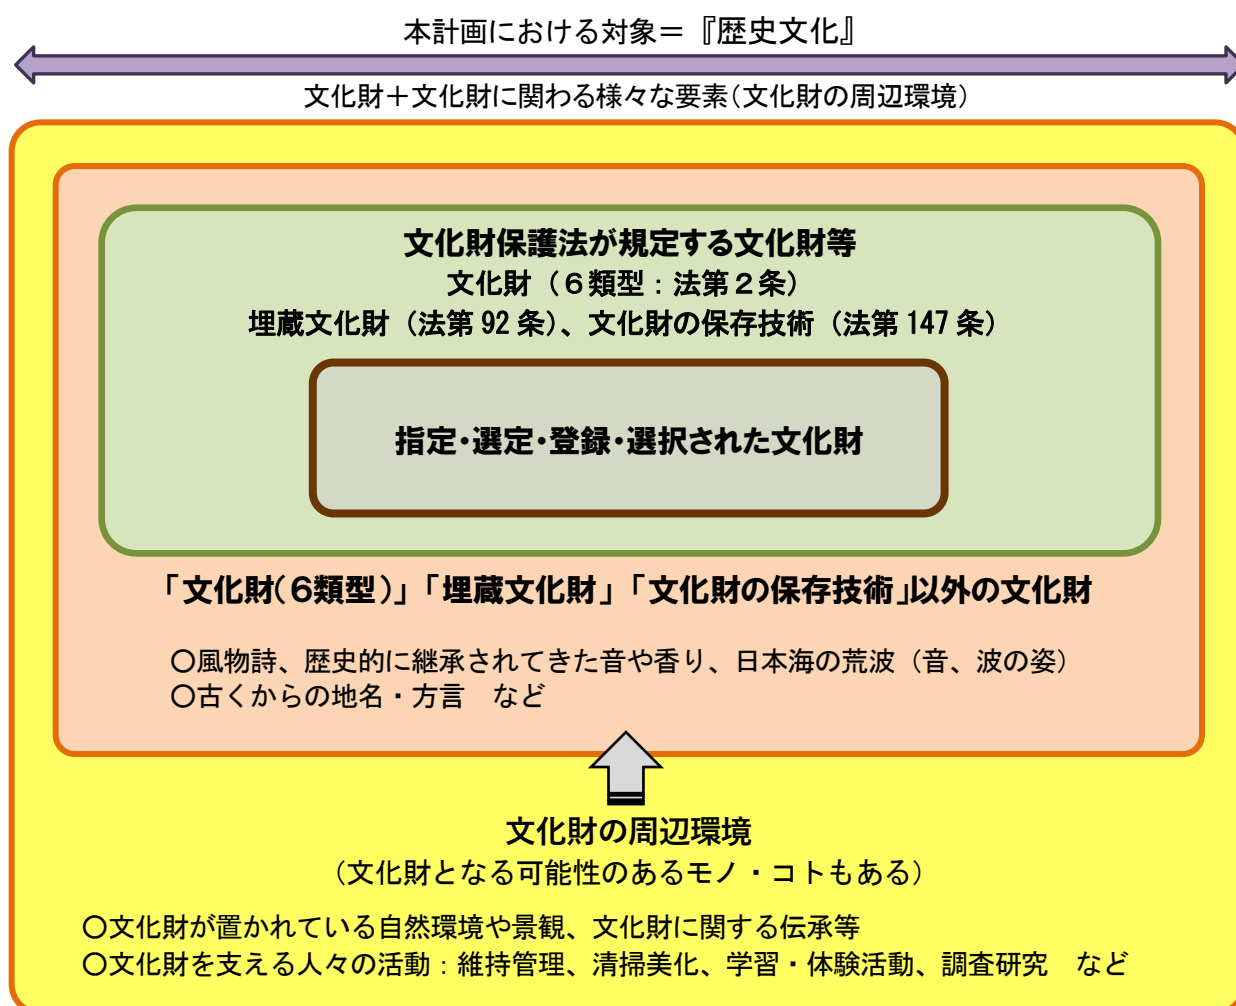 本計画における対象＝『歴史文化』
文化財＋文化財に関わる様々な要素（文化財の周辺環境）
文化財保護法が規定する文化財等
文化財（６類型：法第２条）
埋蔵文化財（法第 92 条）、文化財の保存技術（法第 147 条）
指定・選定・登録・選択された文化財
「文化財（６類型）」「埋蔵文化財」「文化財の保存技術」以外の文化財
○風物詩、歴史的に継承されてきた音や香り、日本海の荒波（音、波の姿）
○古くからの地名・方言　など
文化財の周辺環境
（文化財となる可能性のあるモノ・コトもある）
○文化財が置かれている自然環境や景観、文化財に関する伝承等
○文化財を支える人々の活動：維持管理、清掃美化、学習・体験活動、調査研究　など